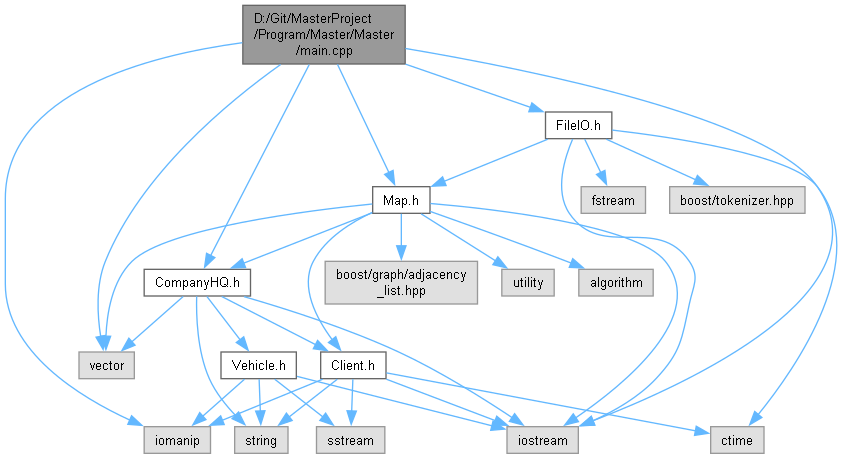 D:/Git/MasterProject
/Program/Master/Master
/main.cpp
FileIO.h
Map.h
fstream
boost/tokenizer.hpp
CompanyHQ.h
boost/graph/adjacency
_list.hpp
utility
algorithm
vector
Vehicle.h
Client.h
iomanip
string
sstream
iostream
ctime